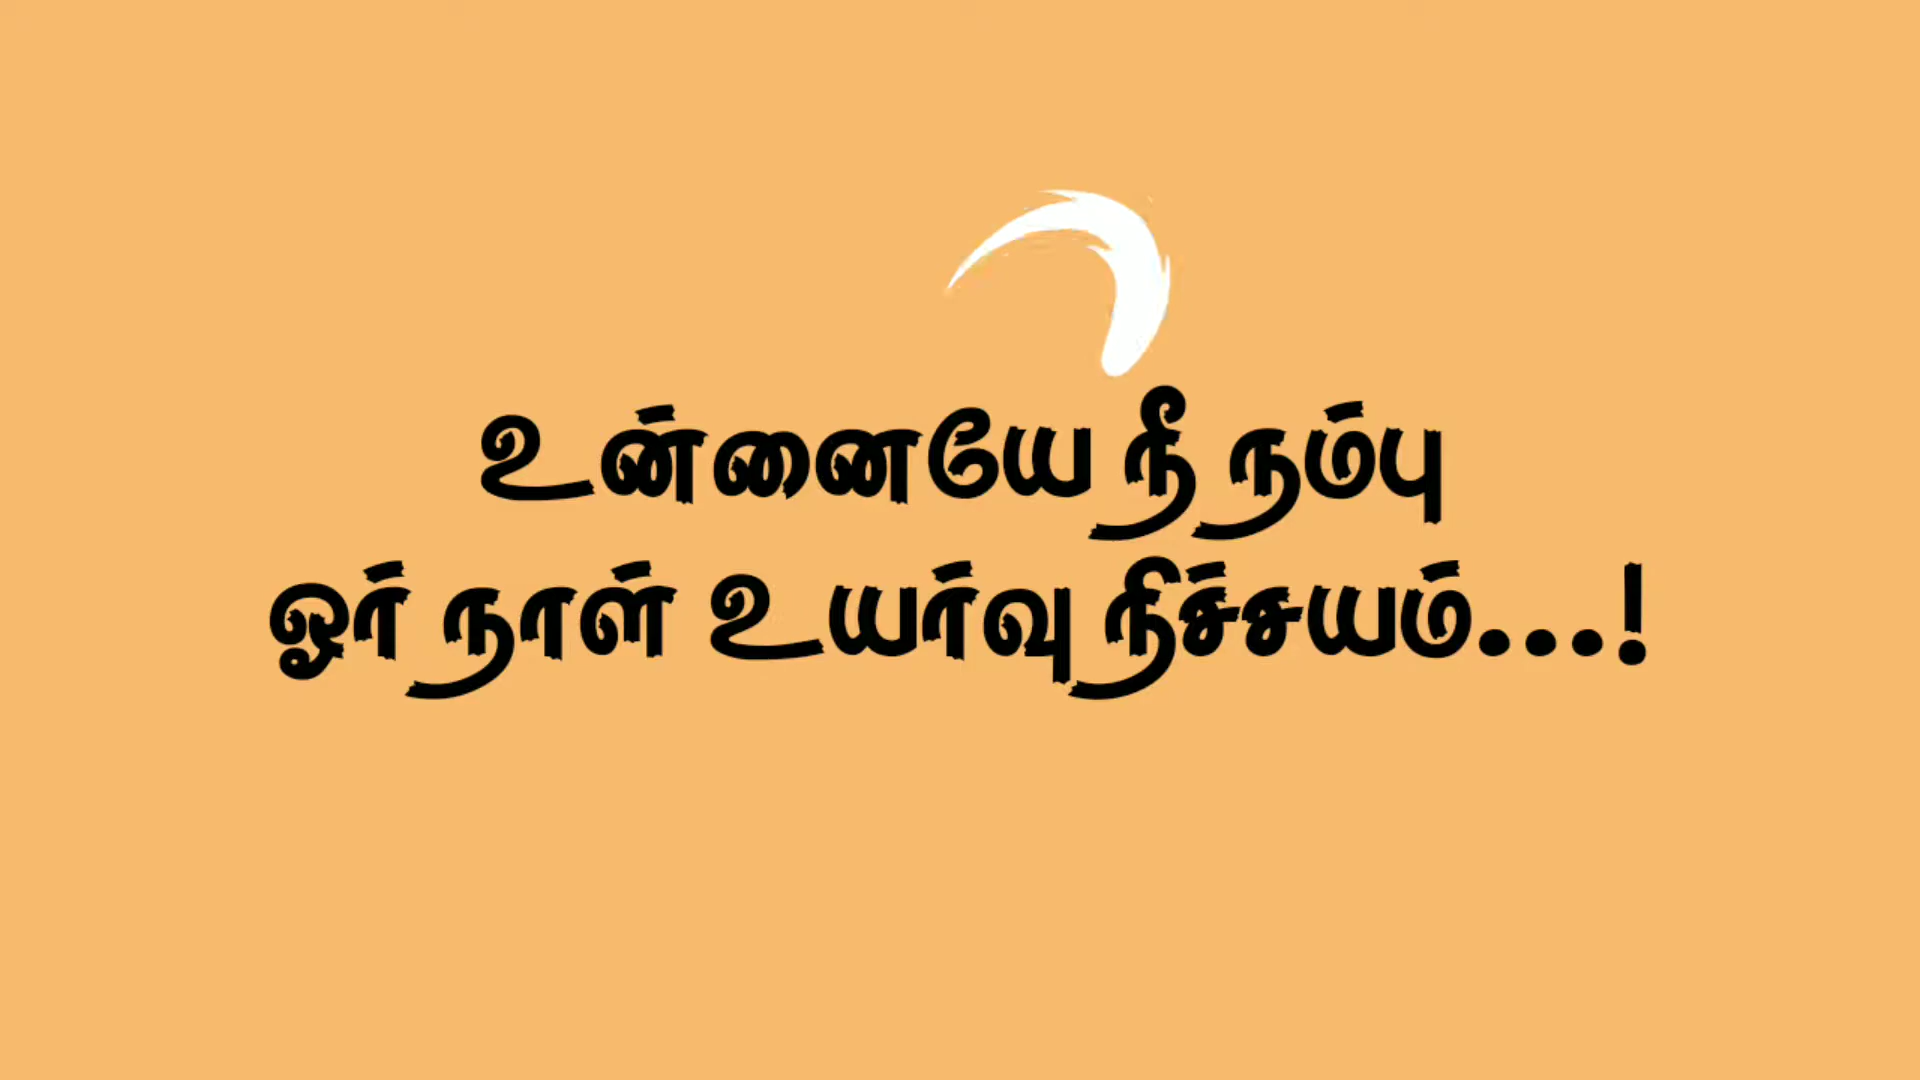 உன்னையே நீ நம்பு
ஓர் நாள் உயர்வு நிச்சயம்...!